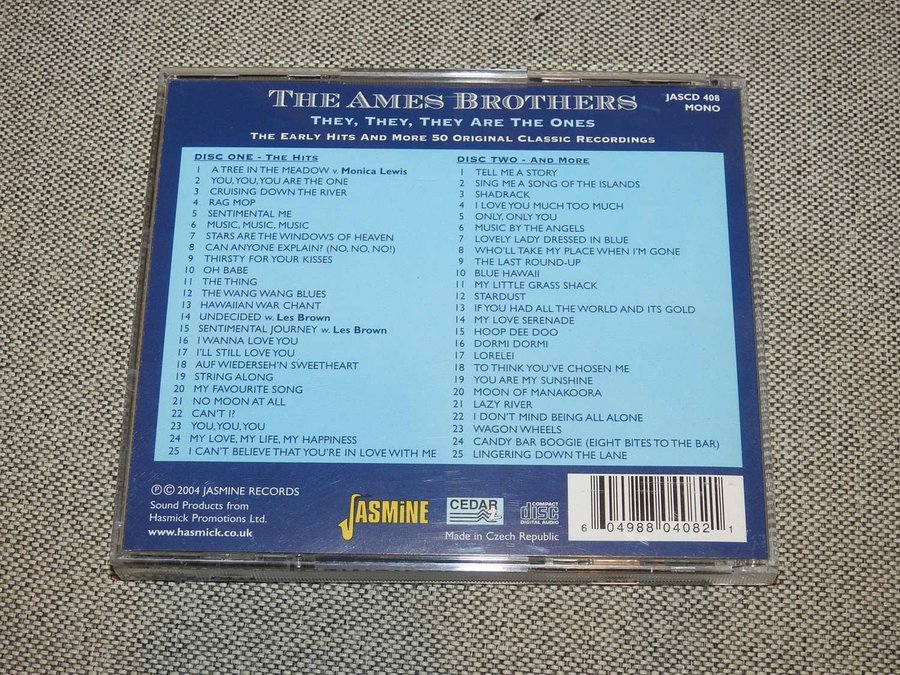 THE AMES BROTHERS
JASCD 408
MONO
THEY, THEY, THEY ARE THE ONES
THE EARLY HITS AND MORE 50 ORIGINAL CLASSIC RECORDINGS
DISC ONE - THE HITS
1 A TREE IN THE MEADOW v. Monica Lewis
2 YOU, YOU, YOU ARE THE ONE
3 CRUISING DOWN THE RIVER
4 RAG MOP
5 SENTIMENTAL ME
6 MUSIC, MUSIC, MUSIC
7 STARS ARE THE WINDOWS OF HEAVEN
8 CAN ANYONE EXPLAIN? (NO, NO, NO!)
9 THIRSTY FOR YOUR KISSES
10 OH BABE
11 THE THING
12 THE WANG WANG BLUES
13 HAWAIIAN WAR CHANT
14 UNDECIDED w. Les Brown
15 SENTIMENTAL JOURNEY w. Les Brown
16 I WANNA LOVE YOU
17 I'LL STILL LOVE YOU
18 AUF WIEDERSEH'N SWEETHEART
19 STRING ALONG
20 MY FAVOURITE SONG
21 NO MOON AT ALL
22 CAN'T I?
23 YOU, YOU, YOU
24 MY LOVE, MY LIFE, MY HAPPINESS
25 I CAN'T BELIEVE THAT YOU'RE IN LOVE WITH ME
DISC TWO - AND MORE
1 TELL ME A STORY
2 SING ME A SONG OF THE ISLANDS
3 SHADRACK
4 I LOVE YOU MUCH TOO MUCH
5 ONLY, ONLY YOU
6 MUSIC BY THE ANGELS
7 LOVELY LADY DRESSED IN BLUE
8 WHO'LL TAKE MY PLACE WHEN I'M GONE
9 THE LAST ROUND-UP
10 BLUE HAWAII
11 MY LITTLE GRASS SHACK
12 STARDUST
13 IF YOU HAD ALL THE WORLD AND ITS GOLD
14 MY LOVE SERENADE
15 HOOP DEE DOO
16 DORMI DORMI
17 LORELEI
18 TO THINK YOU'VE CHOSEN ME
19 YOU ARE MY SUNSHINE
20 MOON OF MANAKOORA
21 LAZY RIVER
22 I DON'T MIND BEING ALL ALONE
23 WAGON WHEELS
24 CANDY BAR BOOGIE (EIGHT BITES TO THE BAR)
25 LINGERING DOWN THE LANE
℗ © 2004 JASMINE RECORDS
Sound Products from
Hasmick Promotions Ltd.
www.hasmick.co.uk
JASMiNE
CEDAR
COMPACT
disc
DIGITAL AUDIO
Made in Czech Republic
6 04988 04082 1